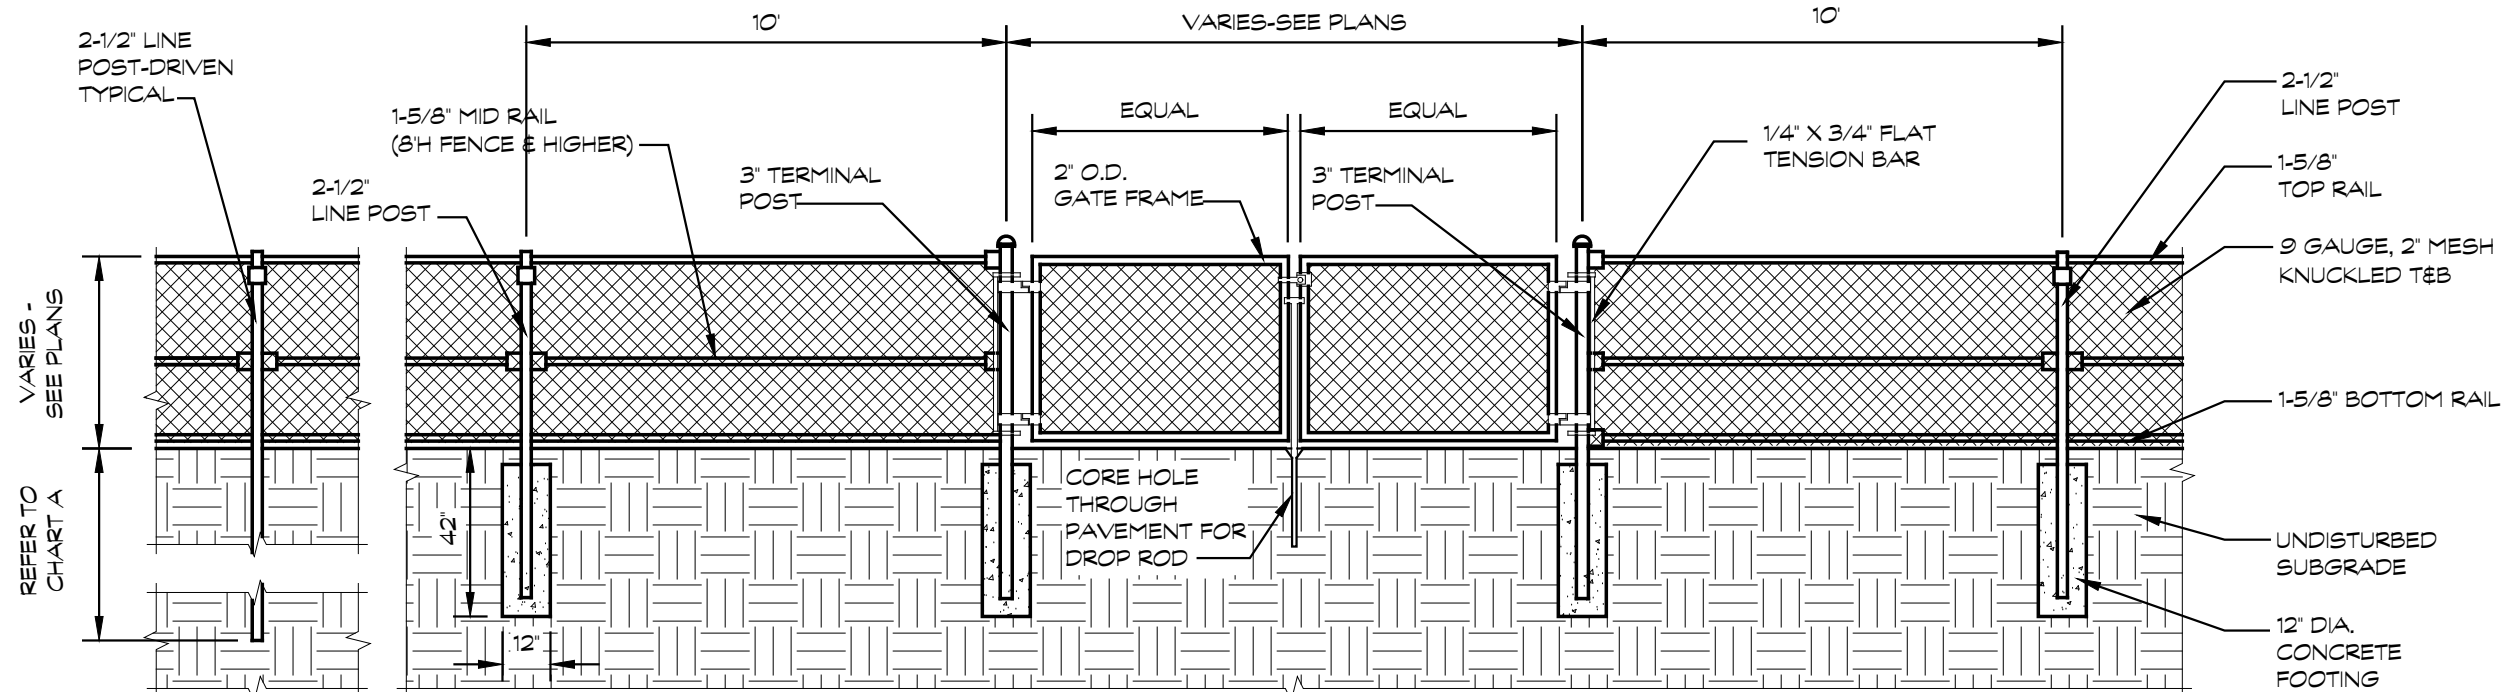 10'
VARIES-SEE PLANS
10'
2-1/2" LINE
POST-DRIVEN
TYPICAL
1-5/8" MID RAIL
(8'H FENCE & HIGHER)
2-1/2"
LINE POST
3" TERMINAL
POST
EQUAL
EQUAL
2" O.D.
GATE FRAME
3" TERMINAL
POST
1/4" X 3/4" FLAT
TENSION BAR
2-1/2"
LINE POST
1-5/8"
TOP RAIL
9 GAUGE, 2" MESH
KNUCKLED T&B
1-5/8" BOTTOM RAIL
VARIES -
SEE PLANS
REFER TO
CHART A
42"
12"
CORE HOLE
THROUGH
PAVEMENT FOR
DROP ROD
UNDISTURBED
SUBGRADE
12" DIA.
CONCRETE
FOOTING